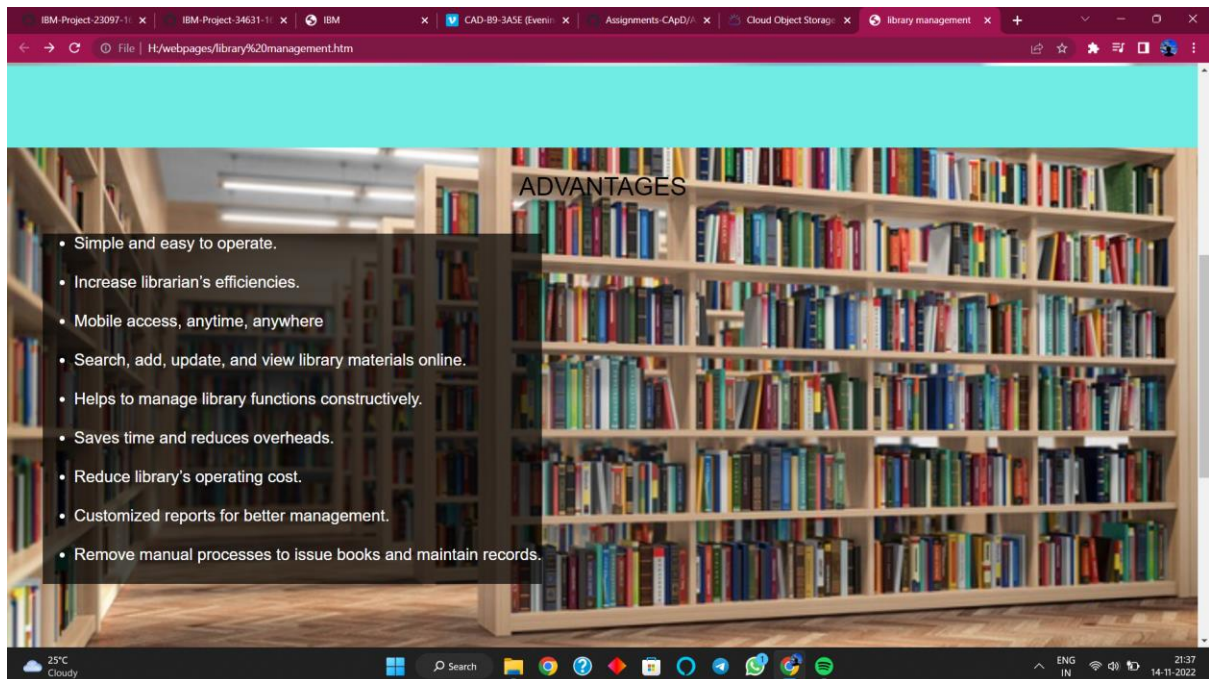 IBM-Project-23097-1
IBM-Project-34631-1
IBM
CAD-B9-3A5E (Evenin
Assignments-CApD/A
Cloud Object Storage
library management
File | H:/webpages/library%20management.htm
ADVANTAGES
• Simple and easy to operate.
• Increase librarian's efficiencies.
• Mobile access, anytime, anywhere
• Search, add, update, and view library materials online.
• Helps to manage library functions constructively.
• Saves time and reduces overheads.
• Reduce library's operating cost.
• Customized reports for better management.
• Remove manual processes to issue books and maintain records.
25°C
Cloudy
Search
ENG
IN
21:37
14-11-2022